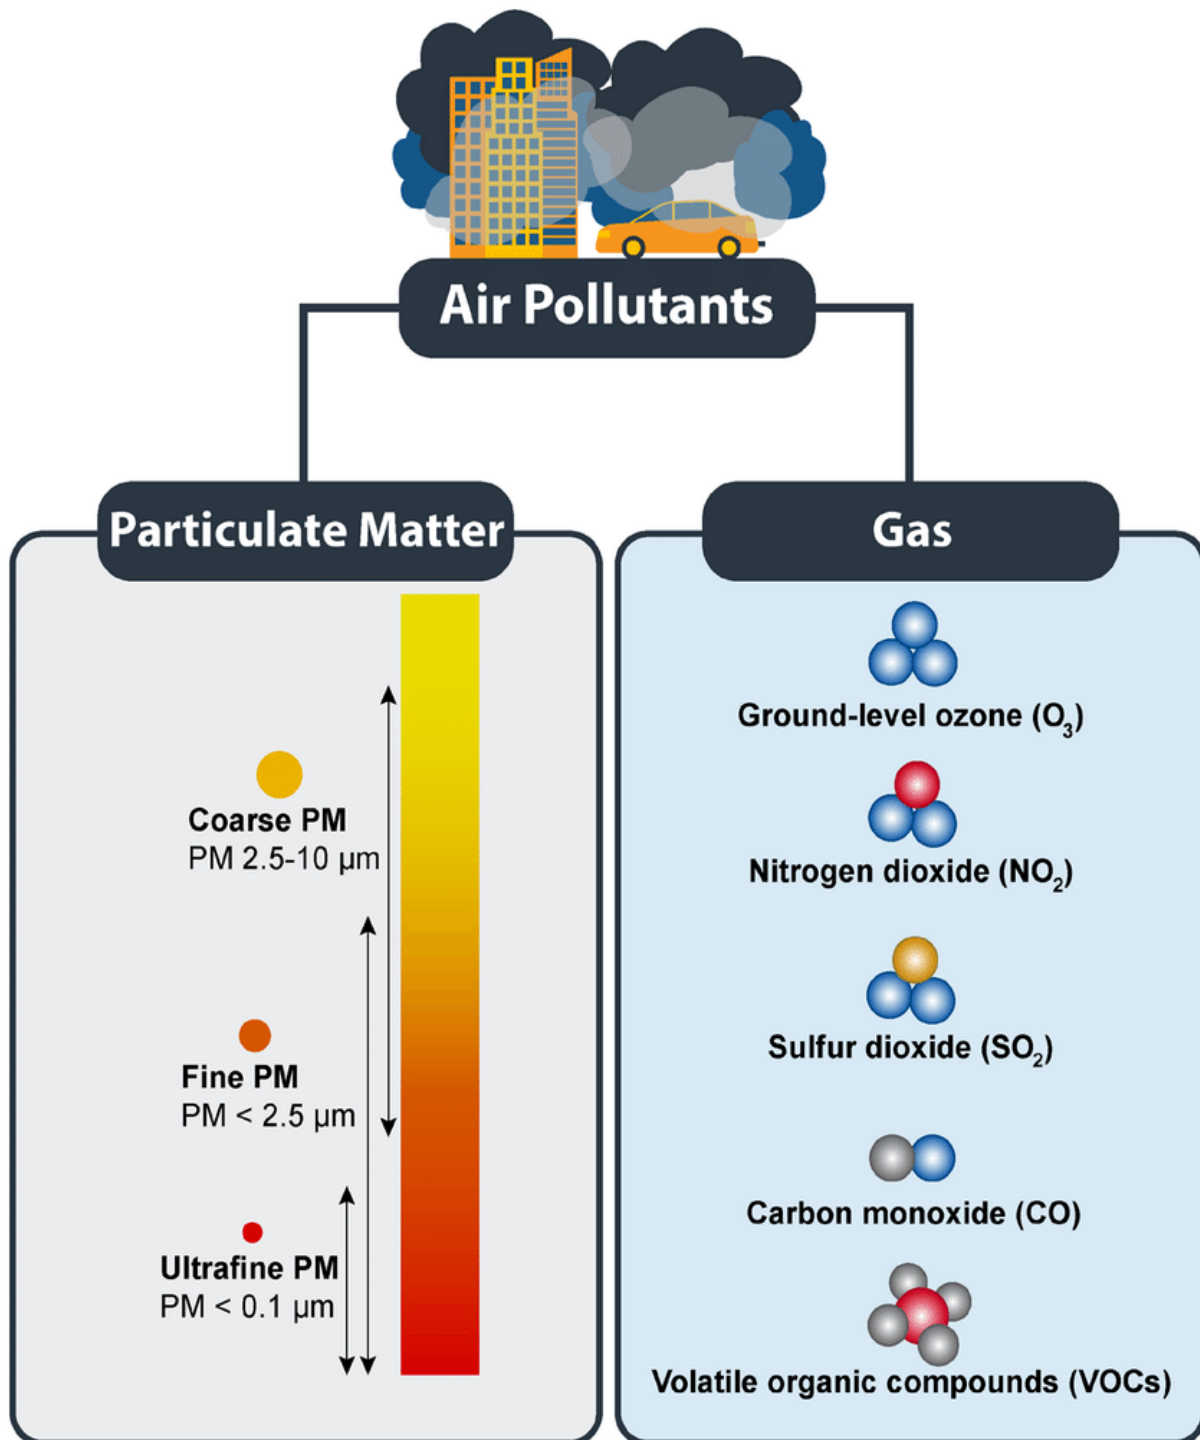 Air Pollutants
Particulate Matter
Coarse PM
PM 2.5-10 µm
Fine PM
PM < 2.5 µm
Ultrafine PM
PM < 0.1 µm
Gas
Ground-level ozone (O₃)
Nitrogen dioxide (NO₂)
Sulfur dioxide (SO₂)
Carbon monoxide (CO)
Volatile organic compounds (VOCs)